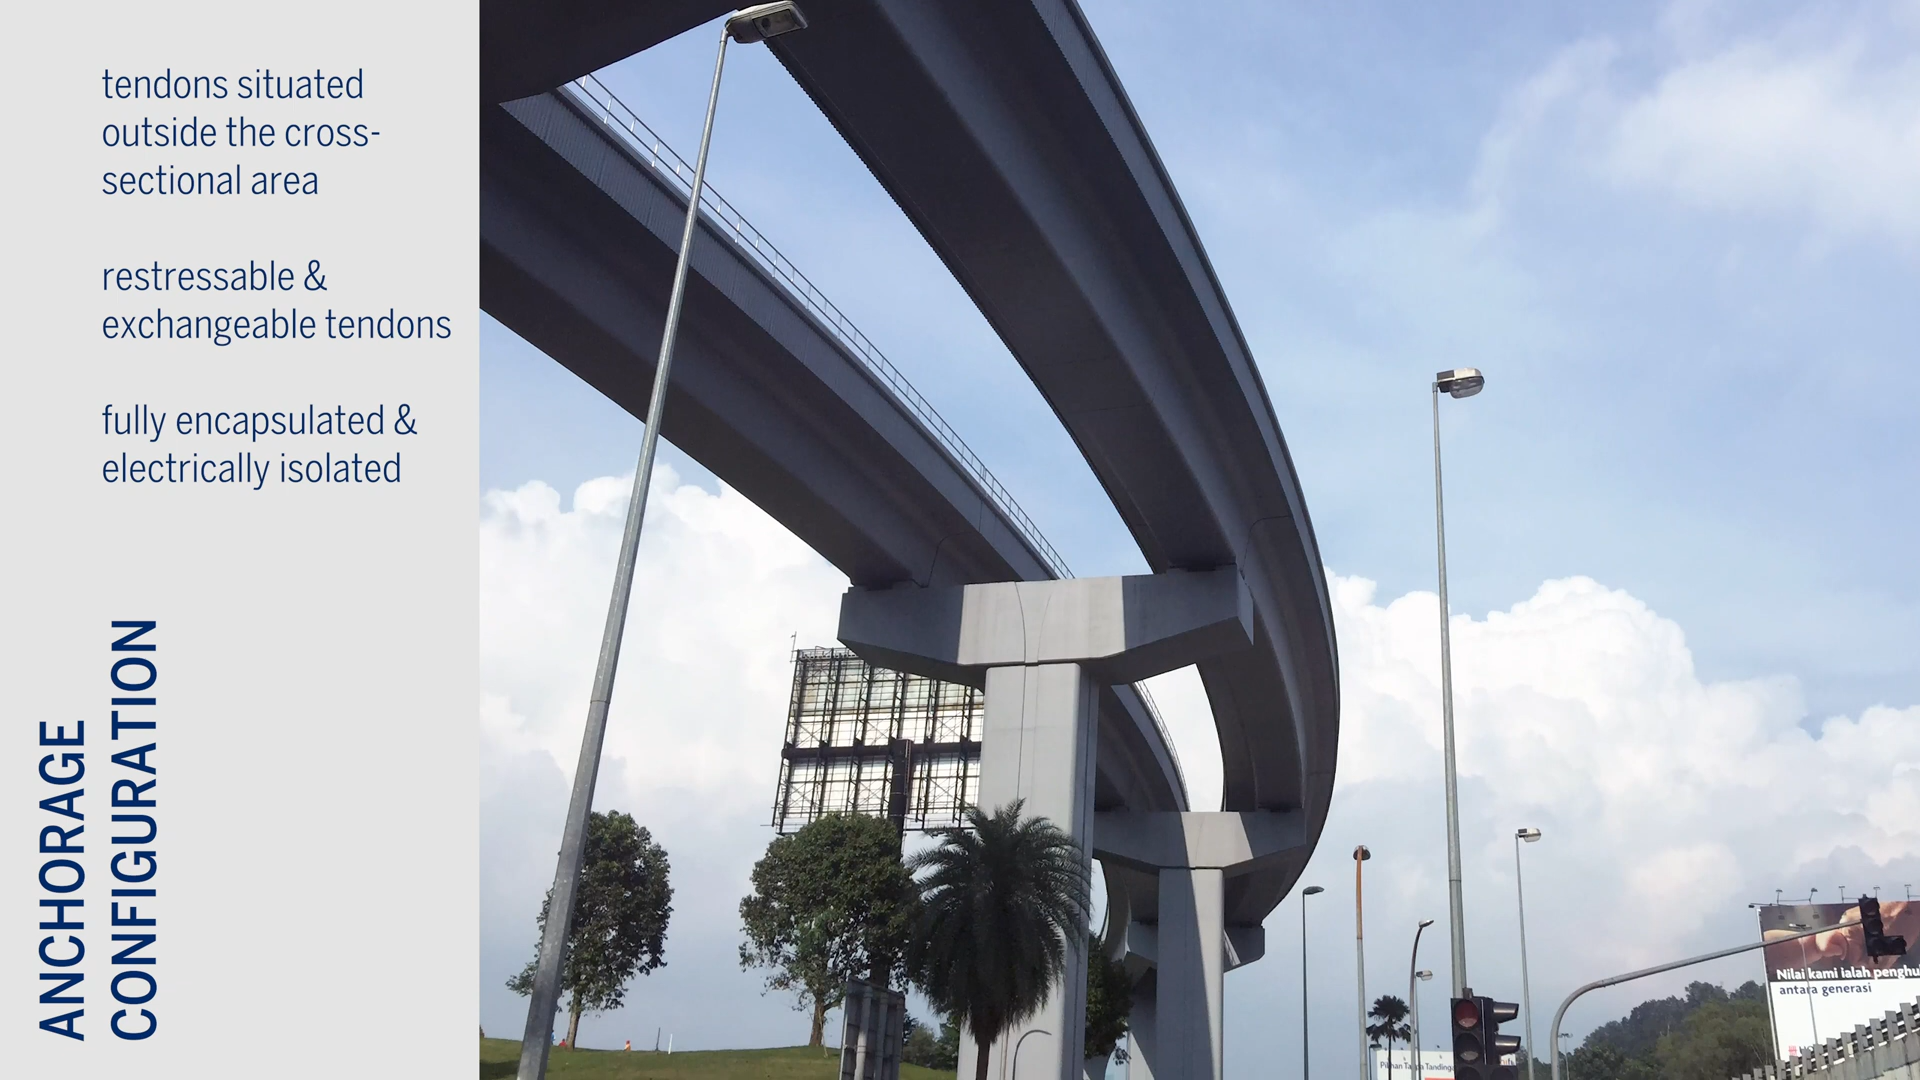 tendons situated
outside the cross-
sectional area
restressable &
exchangeable tendons
fully encapsulated &
electrically isolated
ANCHORAGE
CONFIGURATION
Nilai kami ialah penghu
antara generasi